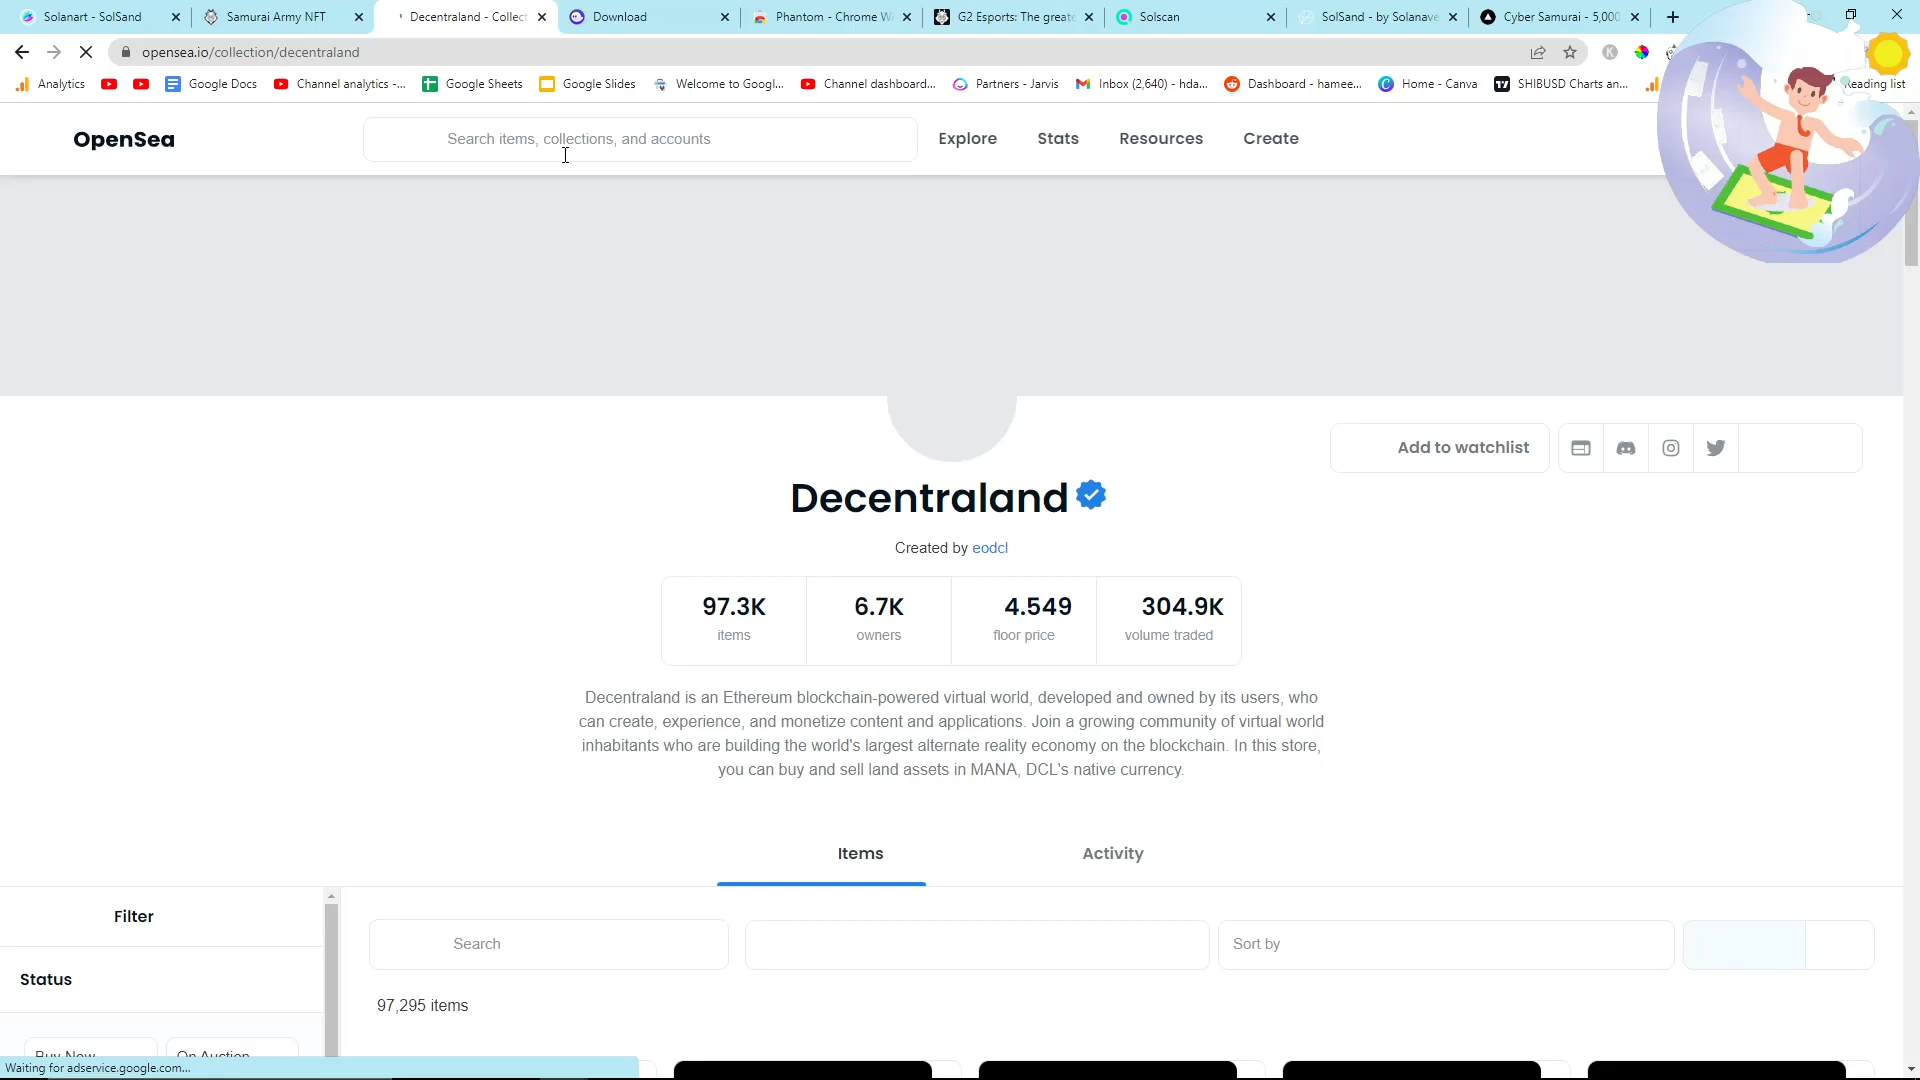 Solanart - SolSand
Samurai Army NFT
Decentraland - Collect
Download
Phantom - Chrome W
G2 Esports: The greate
Solscan
SolSand - by Solanave
Cyber Samurai - 5,000
opensea.io/collection/decentraland
Analytics
Google Docs
Channel analytics -...
Google Sheets
Google Slides
Welcome to Googl...
Channel dashboard...
Partners - Jarvis
Inbox (2,640) - hda...
Dashboard - hamee...
Home - Canva
SHIBUSD Charts an...
Reading list
OpenSea
Search items, collections, and accounts
Explore
Stats
Resources
Create
Add to watchlist
Decentraland
Created by eodcl
97.3K
6.7K
4.549
304.9K
items
owners
floor price
volume traded
Decentraland is an Ethereum blockchain-powered virtual world, developed and owned by its users, who
can create, experience, and monetize content and applications. Join a growing community of virtual world
inhabitants who are building the world's largest alternate reality economy on the blockchain. In this store,
you can buy and sell land assets in MANA, DCL's native currency.
Items
Activity
Filter
Search
Sort by
Status
97,295 items
Buy Now
On Auction
Waiting for adservice.google.com...